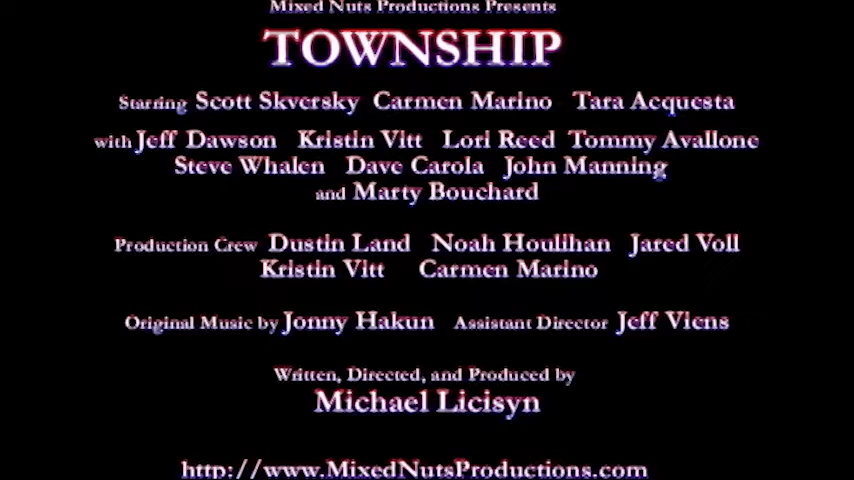 Mixed Nuts Productions Presents
TOWNSHIP
Starring Scott Skversky Carmen Marino Tara Acquesta
with Jeff Dawson Kristin Vitt Lori Reed Tommy Avallone
Steve Whalen Dave Carola John Manning
and Marty Bouchard
Production Crew Dustin Land Noah Houlihan Jared Voll
Kristin Vitt Carmen Marino
Original Music by Jonny Hakun Assistant Director Jeff Viens
Written, Directed, and Produced by
Michael Licisyn
http://www.MixedNutsProductions.com